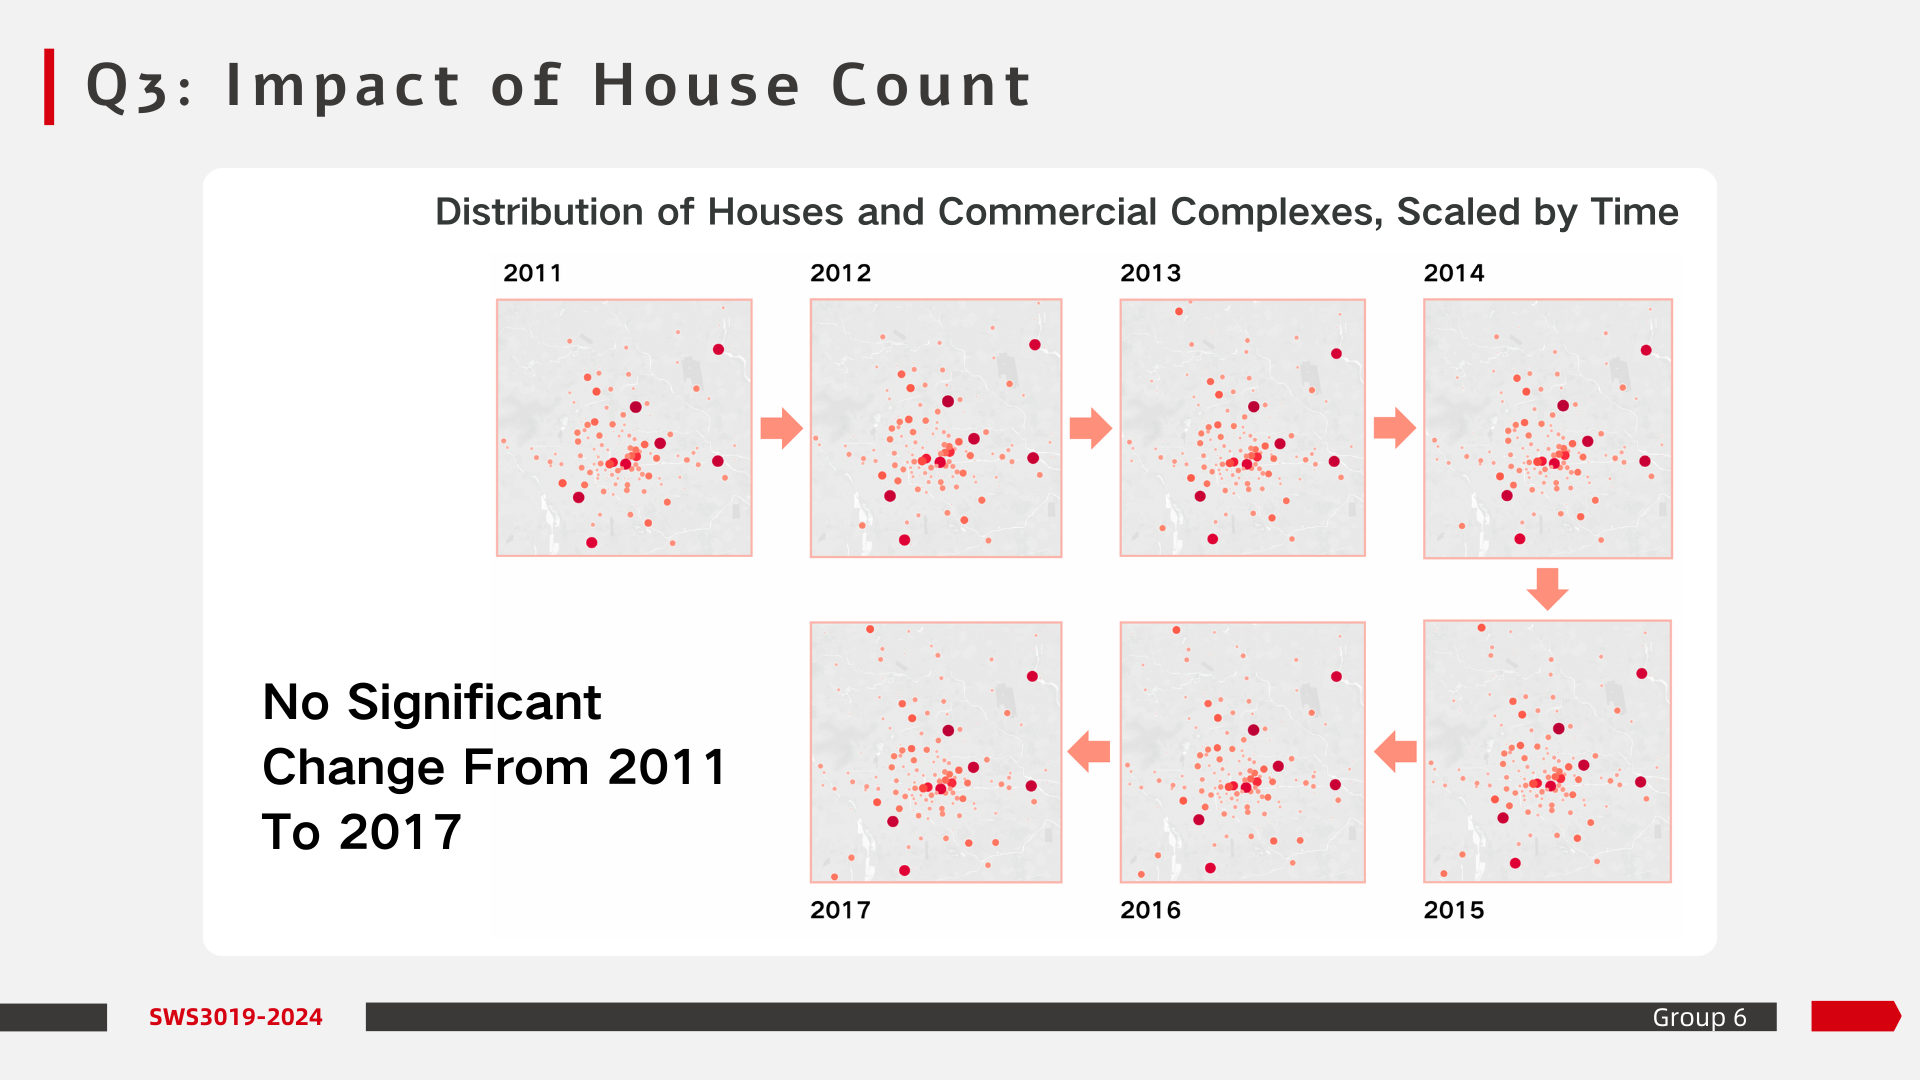 Q3: Impact of House Count
Distribution of Houses and Commercial Complexes, Scaled by Time
2011
2012
2013
2014
No Significant
Change From 2011
To 2017
2017
2016
2015
SWS3019-2024
Group 6